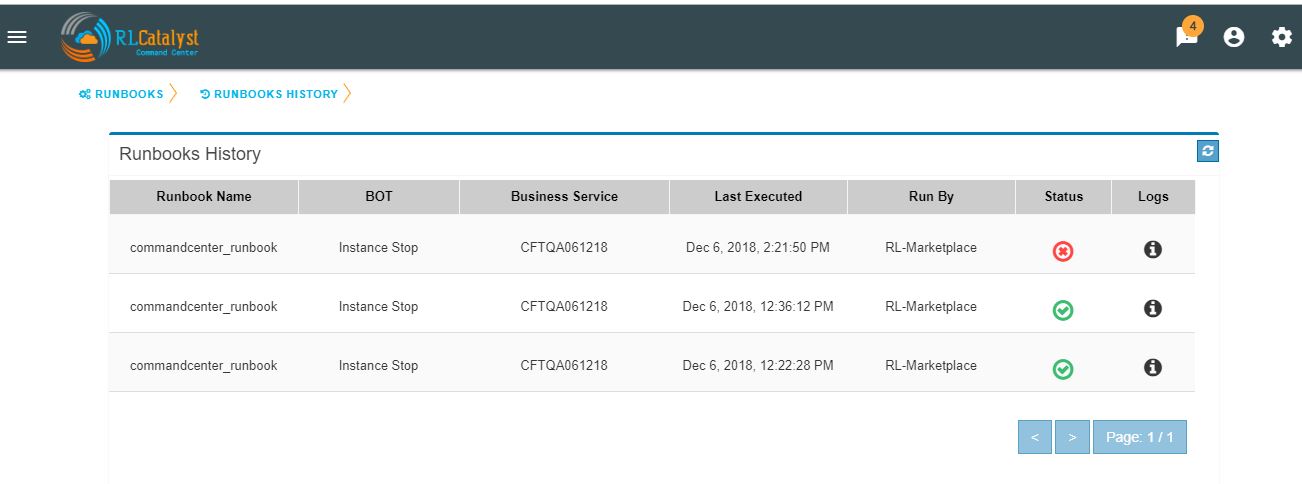 4
RLCatalyst
Command Center
RUNBOOKS RUNBOOKS HISTORY
Runbooks History
Runbook Name BOT Business Service Last Executed Run By Status Logs
commandcenter_runbook Instance Stop CFTQA061218 Dec 6, 2018, 2:21:50 PM RL-Marketplace
commandcenter_runbook Instance Stop CFTQA061218 Dec 6, 2018, 12:36:12 PM RL-Marketplace
commandcenter_runbook Instance Stop CFTQA061218 Dec 6, 2018, 12:22:28 PM RL-Marketplace
< > Page: 1 / 1